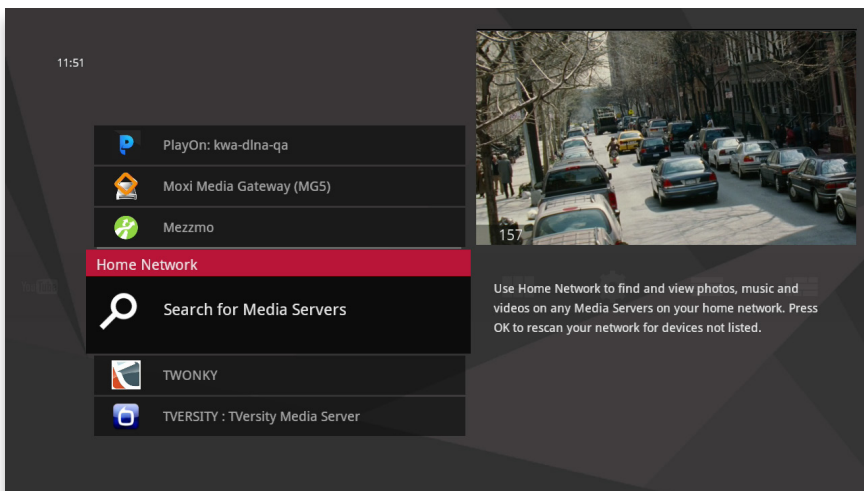 11:51
PlayOn: kwa-dlna-qa
Moxi Media Gateway (MG5)
Mezzmo
157
Home Network
Search for Media Servers
Use Home Network to find and view photos, music and
videos on any Media Servers on your home network. Press
OK to rescan your network for devices not listed.
TWONKY
TVERSITY : TVersity Media Server